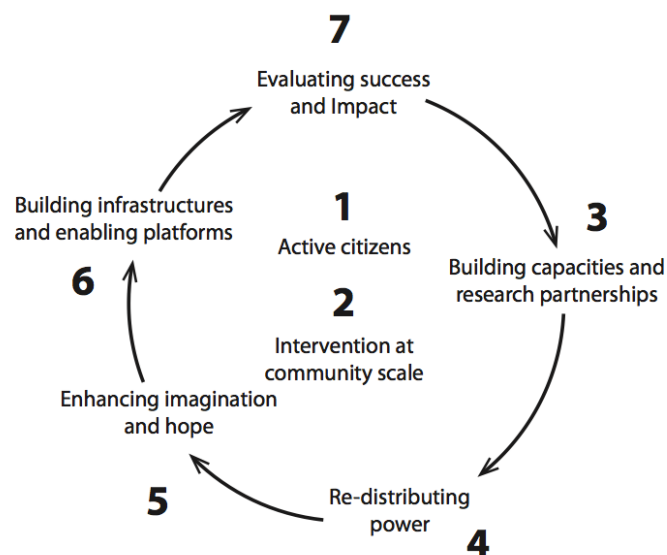 7
Evaluating success
and Impact
1
Active citizens
2
Intervention at
community scale
3
Building capacities and
research partnerships
4
Re-distributing
power
5
Enhancing imagination
and hope
6
Building infrastructures
and enabling platforms